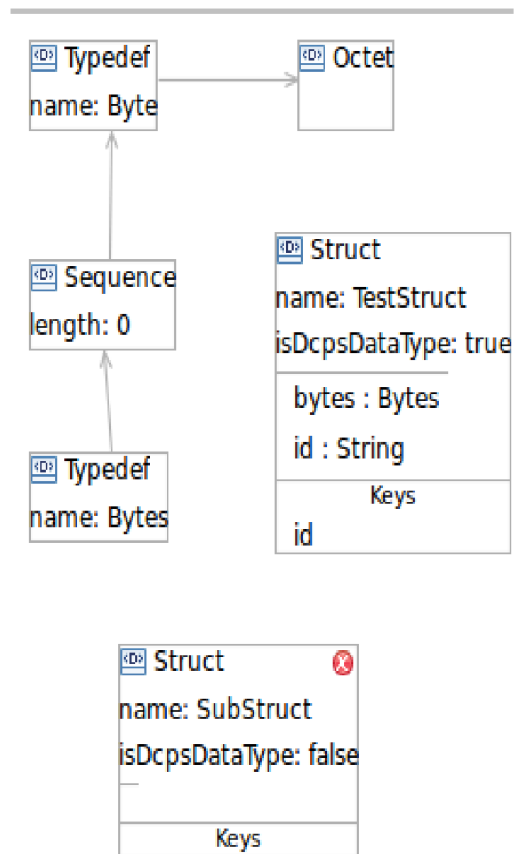 <D> Typedef
name: Byte
<D> Octet
<D> Sequence
length: 0
<D> Struct
name: TestStruct
isDcpsDataType: true
bytes : Bytes
id : String
Keys
id
<D> Typedef
name: Bytes
<D> Struct X
name: SubStruct
isDcpsDataType: false
Keys